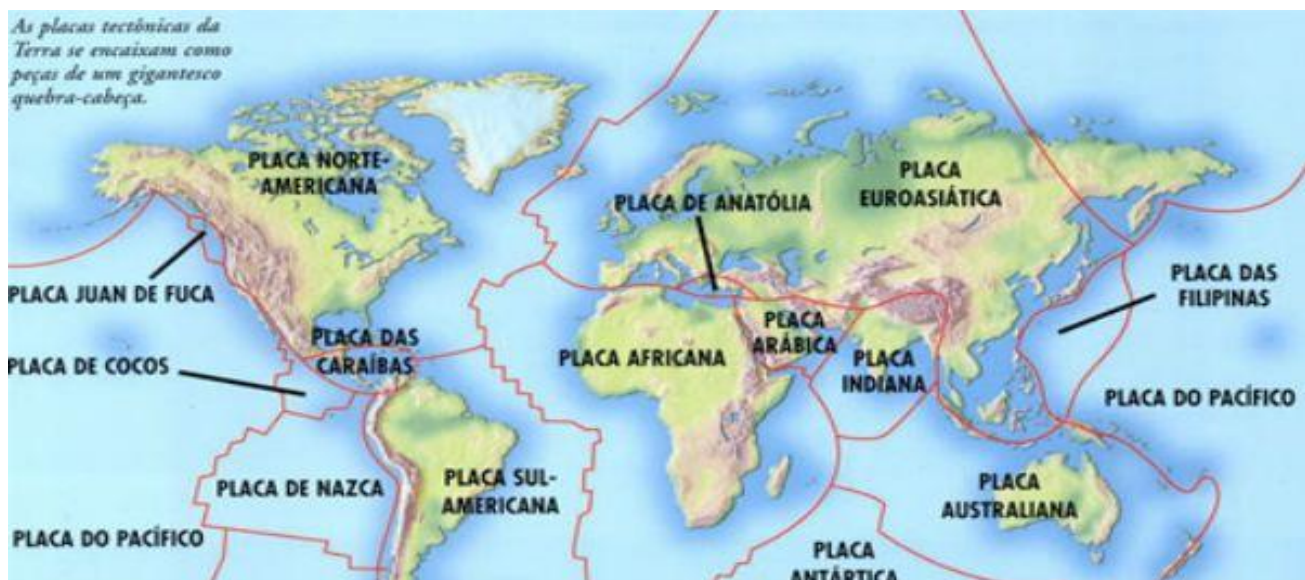 As placas tectônicas da
Terra se encaixam como
peças de um gigantesco
quebra-cabeça.
PLACA NORTE-
AMERICANA
PLACA DE ANATÓLIA
PLACA
EUROASIÁTICA
PLACA JUAN DE FUCA
PLACA DAS
FILIPINAS
PLACA DAS
CARAÍBAS
PLACA DE COCOS
PLACA AFRICANA
PLACA
ARÁBICA
PLACA
INDIANA
PLACA DO PACÍFICO
PLACA DE NAZCA
PLACA SUL-
AMERICANA
PLACA
AUSTRALIANA
PLACA DO PACÍFICO
PLACA
ANTÁRTICA